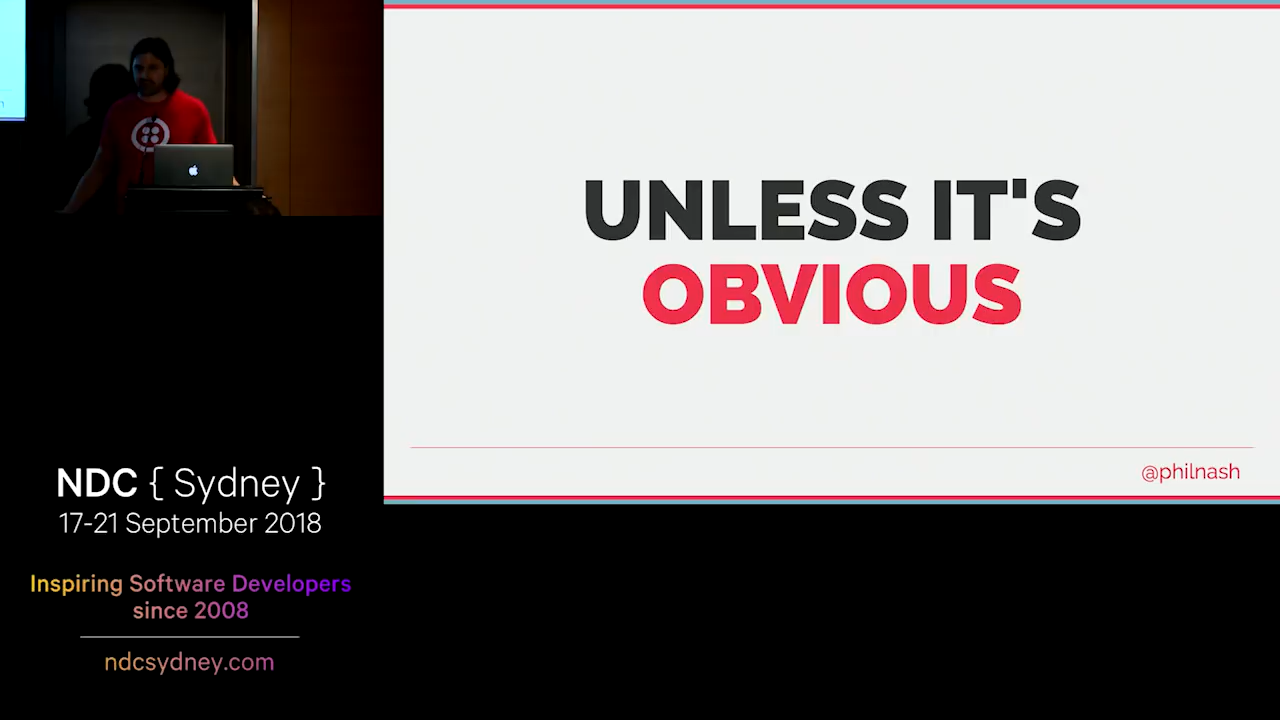 UNLESS IT'S
OBVIOUS
@philnash
NDC { Sydney }
17-21 September 2018
Inspiring Software Developers
since 2008
ndcsydney.com